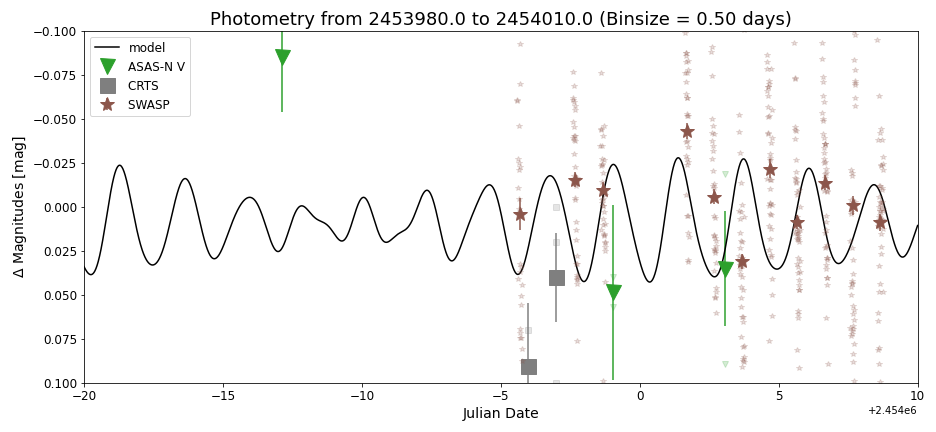 Photometry from 2453980.0 to 2454010.0 (Binsize = 0.50 days)
Δ Magnitudes [mag]
−0.100
−0.075
−0.050
−0.025
0.000
0.025
0.050
0.075
0.100
model
ASAS-N V
CRTS
SWASP
−20
−15
−10
−5
0
5
10
Julian Date
+2.454e6